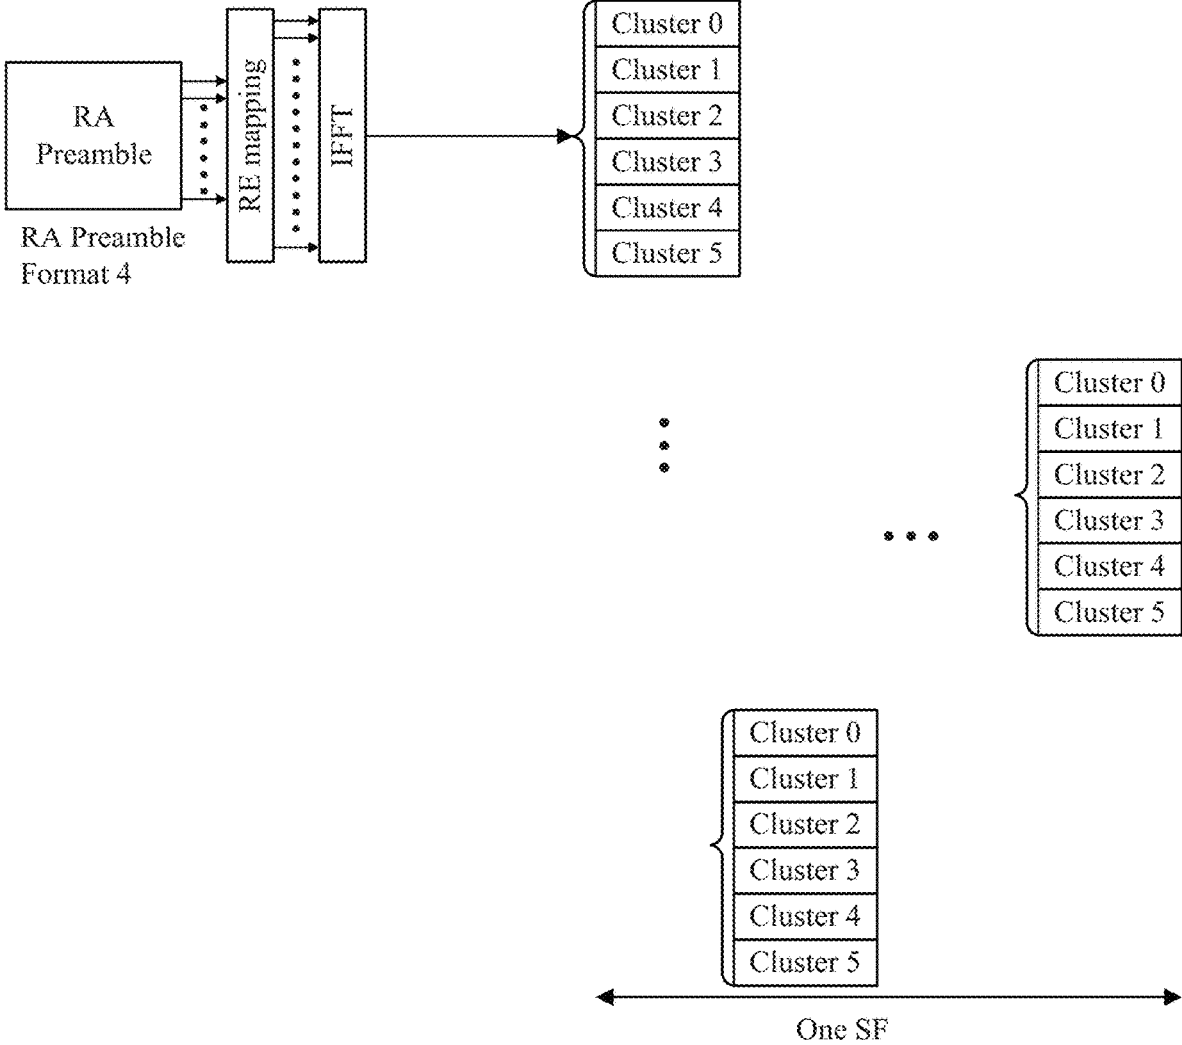 RA
Preamble
RE mapping
IFFT
RA Preamble
Format 4
Cluster 0
Cluster 1
Cluster 2
Cluster 3
Cluster 4
Cluster 5
Cluster 0
Cluster 1
Cluster 2
Cluster 3
Cluster 4
Cluster 5
Cluster 0
Cluster 1
Cluster 2
Cluster 3
Cluster 4
Cluster 5
One SF